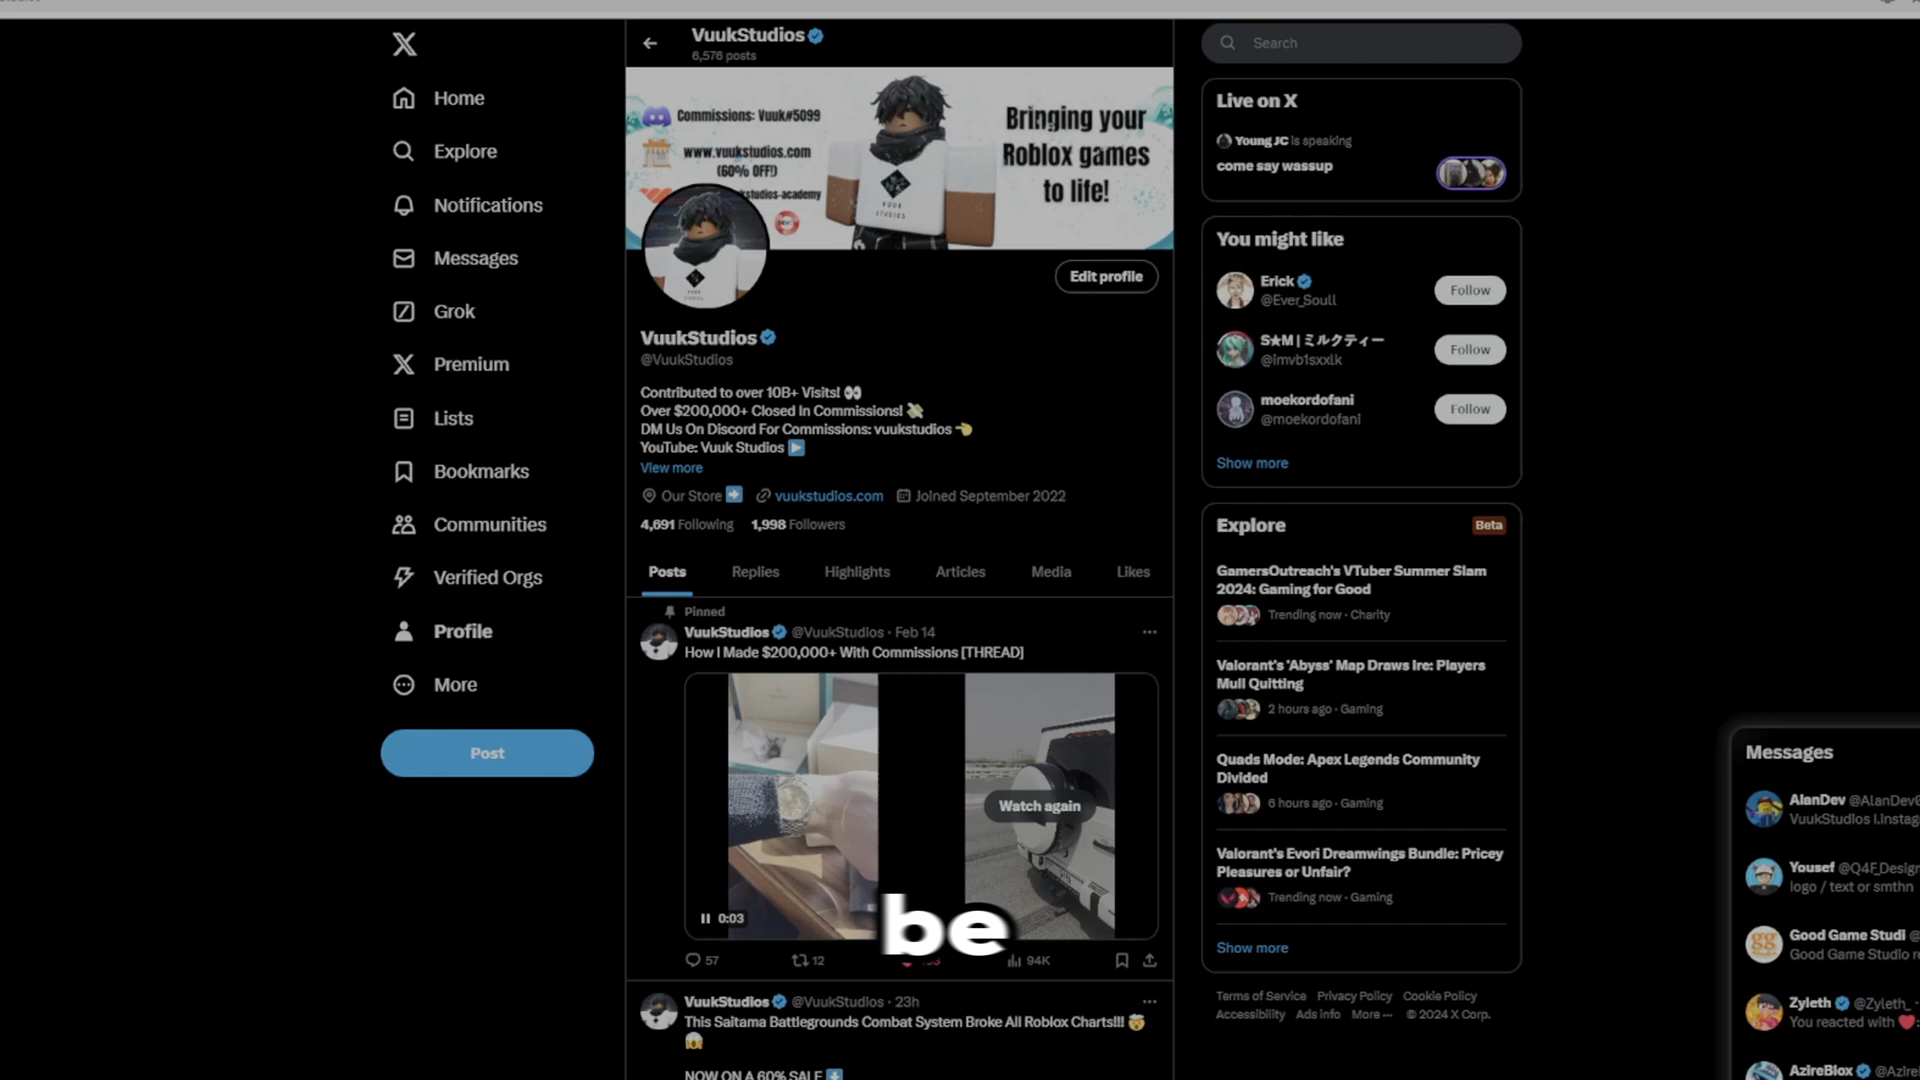 VuukStudios
6,576 posts
Commissions: Vuuk#5099
www.vuukstudios.com
(60% OFF!)
kstudios-academy
Bringing your
Roblox games
to life!
VUUK
STUDIOS
Home
Explore
Notifications
Messages
Grok
Premium
Lists
Bookmarks
Communities
Verified Orgs
Profile
More
Post
Edit profile
VuukStudios
@VuukStudios
Contributed to over 10B+ Visits! 👀
Over $200,000+ Closed In Commissions! 💸
DM Us On Discord For Commissions: vuukstudios 👈
YouTube: Vuuk Studios ▶️
View more
Our Store ➡️ vuukstudios.com Joined September 2022
4,691 Following 1,998 Followers
Posts Replies Highlights Articles Media Likes
Pinned
VuukStudios @VuukStudios · Feb 14
How I Made $200,000+ With Commissions [THREAD]
Watch again
0:03
be
57 12 94K
VuukStudios @VuukStudios · 23h
This Saitama Battlegrounds Combat System Broke All Roblox Charts!!! 🤯
😱
NOW ON A 60% SALE ⬇️
Search
Live on X
Young JC is speaking
come say wassup
You might like
Erick
@Ever_Soull
Follow
S★M | ミルクティー
@imvb1sxxlk
Follow
moekordofani
@moekordofani
Follow
Show more
Explore Beta
GamersOutreach's VTuber Summer Slam
2024: Gaming for Good
Trending now · Charity
Valorant's 'Abyss' Map Draws Ire: Players
Mull Quitting
2 hours ago · Gaming
Quads Mode: Apex Legends Community
Divided
6 hours ago · Gaming
Valorant's Evori Dreamwings Bundle: Pricey
Pleasures or Unfair?
Trending now · Gaming
Show more
Terms of Service Privacy Policy Cookie Policy
Accessibility Ads info More ··· © 2024 X Corp.
Messages
AlanDev @AlanDev
VuukStudios
Yousef @Q4F_Design
logo / text or smthn
Good Game Studi @
Good Game Studio
Zyleth @Zyleth_
You reacted with ❤️
AzireBlox